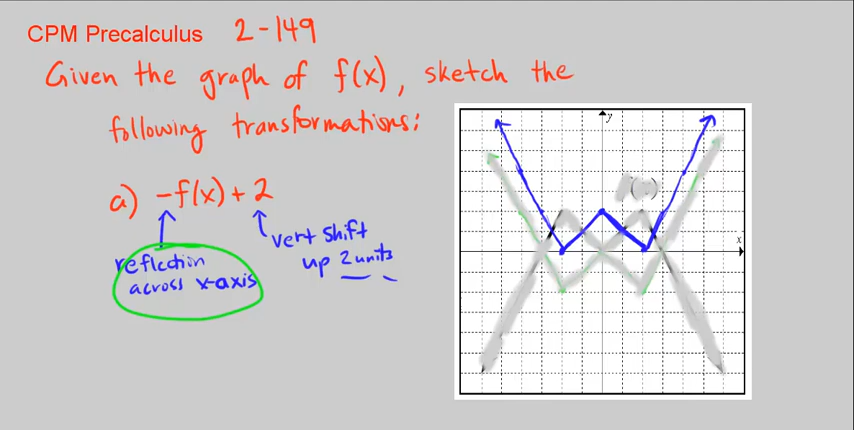 CPM Precalculus 2-149
Given the graph of f(x), sketch the
following transformations:
a) -f(x) + 2
vert shift
up 2 units
reflection
across x-axis
y
x